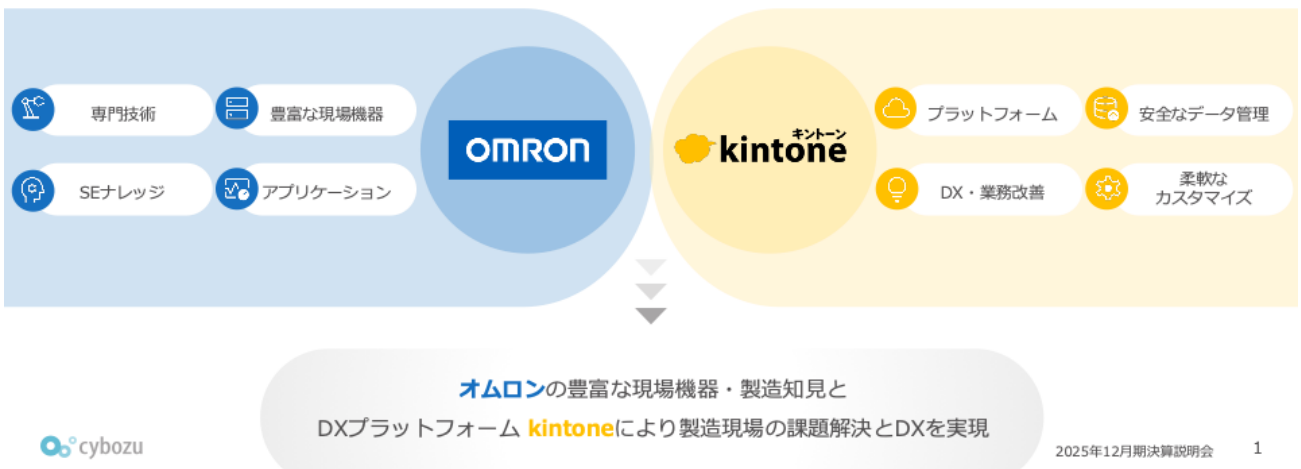 専門技術
豊富な現場機器
SEナレッジ
アプリケーション
OMRON
キントーン
kintone
プラットフォーム
安全なデータ管理
DX・業務改善
柔軟な
カスタマイズ
オムロンの豊富な現場機器・製造知見と
DXプラットフォーム kintoneにより製造現場の課題解決とDXを実現
cybozu
2025年12月期決算説明会
1